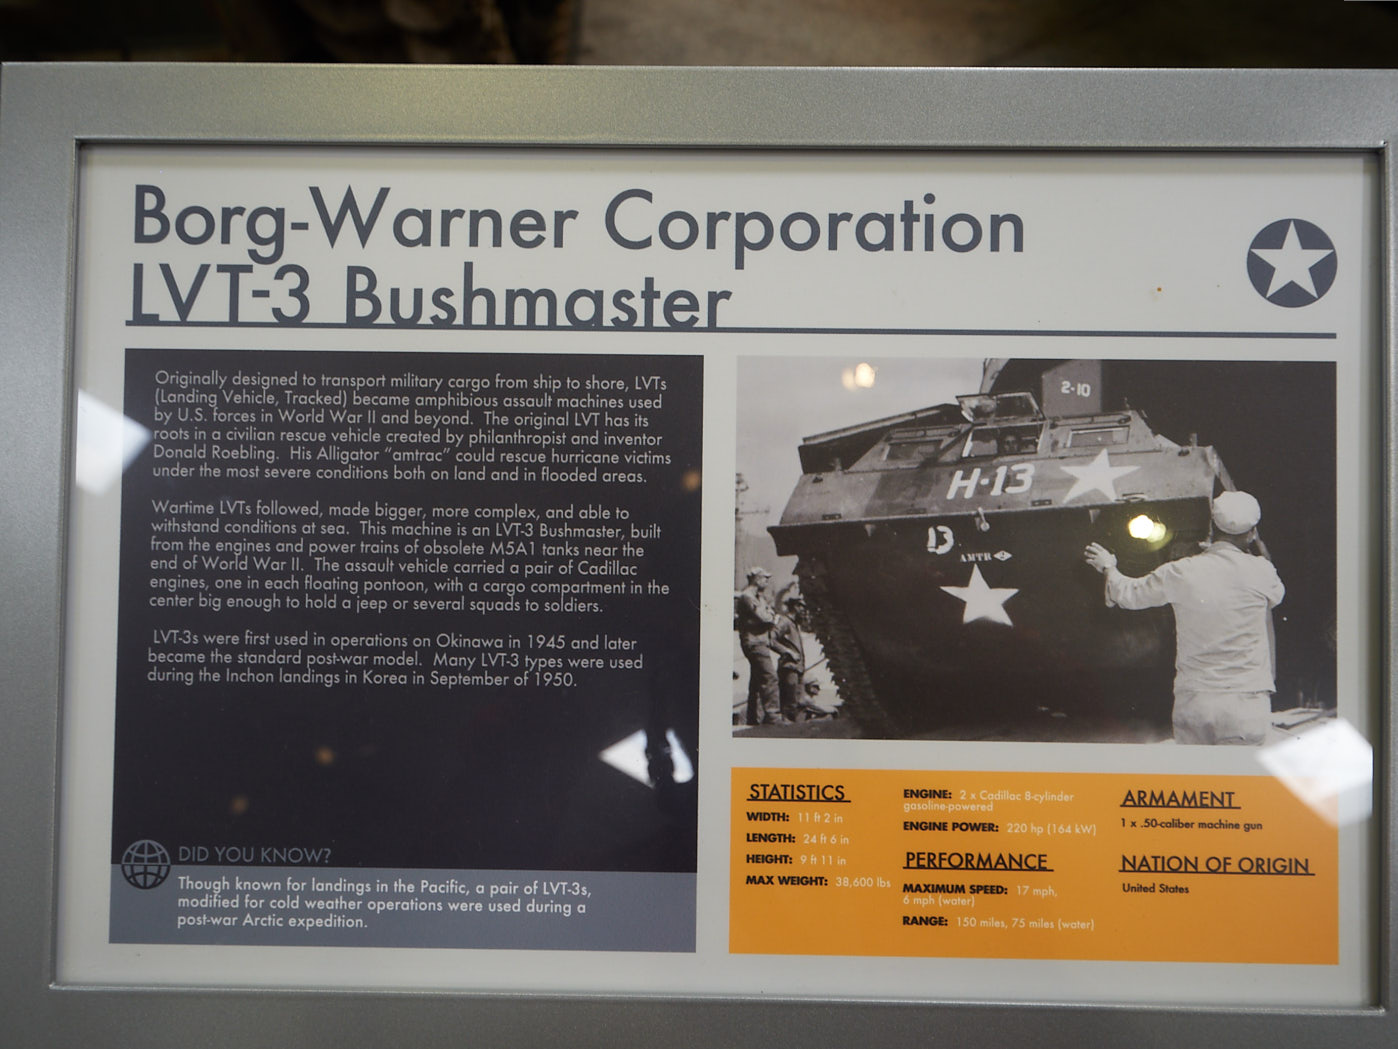 Borg-Warner Corporation
LVT-3 Bushmaster
Originally designed to transport military cargo from ship to shore, LVTs
(Landing Vehicle, Tracked) became amphibious assault machines used
by U.S. forces in World War II and beyond. The original LVT has its
roots in a civilian rescue vehicle created by philanthropist and inventor
Donald Roebling. His Alligator “amtrac” could rescue hurricane victims
under the most severe conditions both on land and in flooded areas.
Wartime LVTs followed, made bigger, more complex, and able to
withstand conditions at sea. This machine is an LVT-3 Bushmaster, built
from the engines and power trains of obsolete M5A1 tanks near the
end of World War II. The assault vehicle carried a pair of Cadillac
engines, one in each floating pontoon, with a cargo compartment in the
center big enough to hold a jeep or several squads to soldiers.
LVT-3s were first used in operations on Okinawa in 1945 and later
became the standard post-war model. Many LVT-3 types were used
during the Inchon landings in Korea in September of 1950.
DID YOU KNOW?
Though known for landings in the Pacific, a pair of LVT-3s,
modified for cold weather operations were used during a
post-war Arctic expedition.
2-10
H-13
13
AMTR 2
STATISTICS
WIDTH: 11 ft 2 in
LENGTH: 24 ft 6 in
HEIGHT: 9 ft 11 in
MAX WEIGHT: 38,600 lbs
ENGINE: 2 x Cadillac 8-cylinder
gasoline-powered
ENGINE POWER: 220 hp (164 kW)
PERFORMANCE
MAXIMUM SPEED: 17 mph,
6 mph (water)
RANGE: 150 miles, 75 miles (water)
ARMAMENT
1 x .50-caliber machine gun
NATION OF ORIGIN
United States